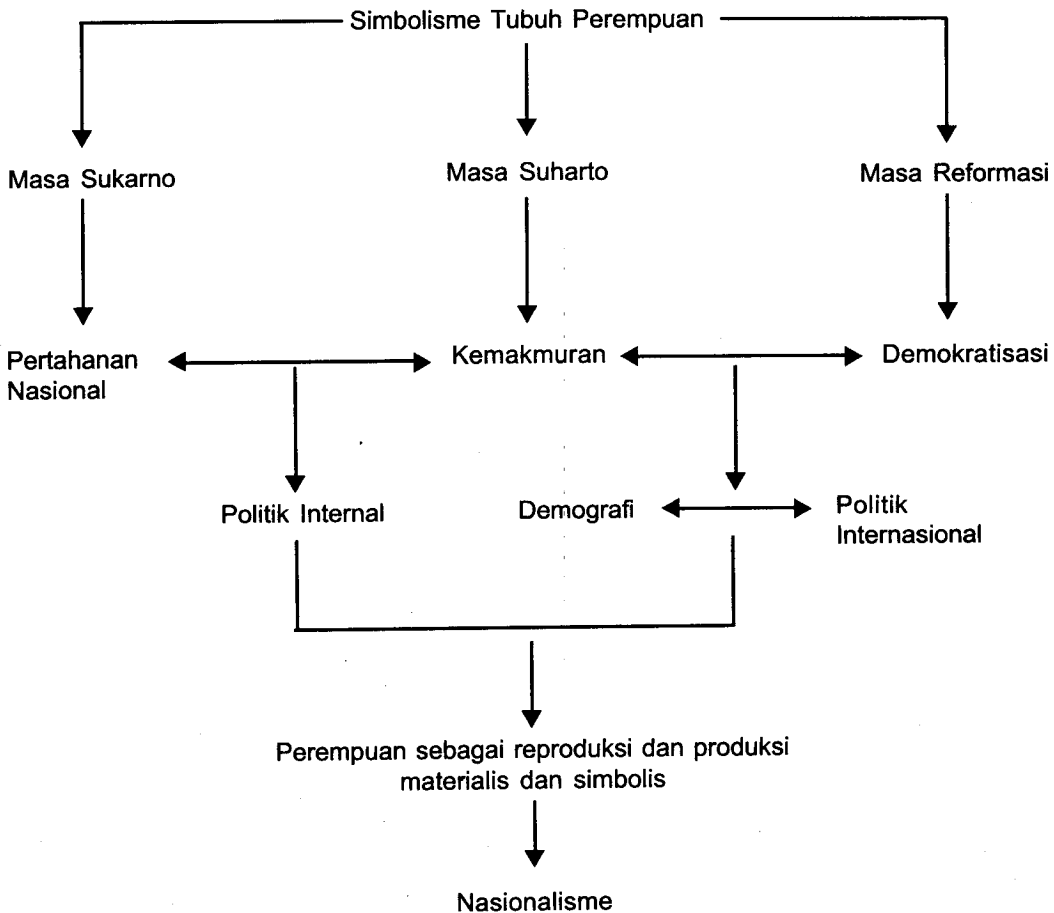 Simbolisme Tubuh Perempuan
Masa Sukarno
Masa Suharto
Masa Reformasi
Pertahanan
Nasional
Kemakmuran
Demokratisasi
Politik Internal
Demografi
Politik
Internasional
Perempuan sebagai reproduksi dan produksi
materialis dan simbolis
Nasionalisme